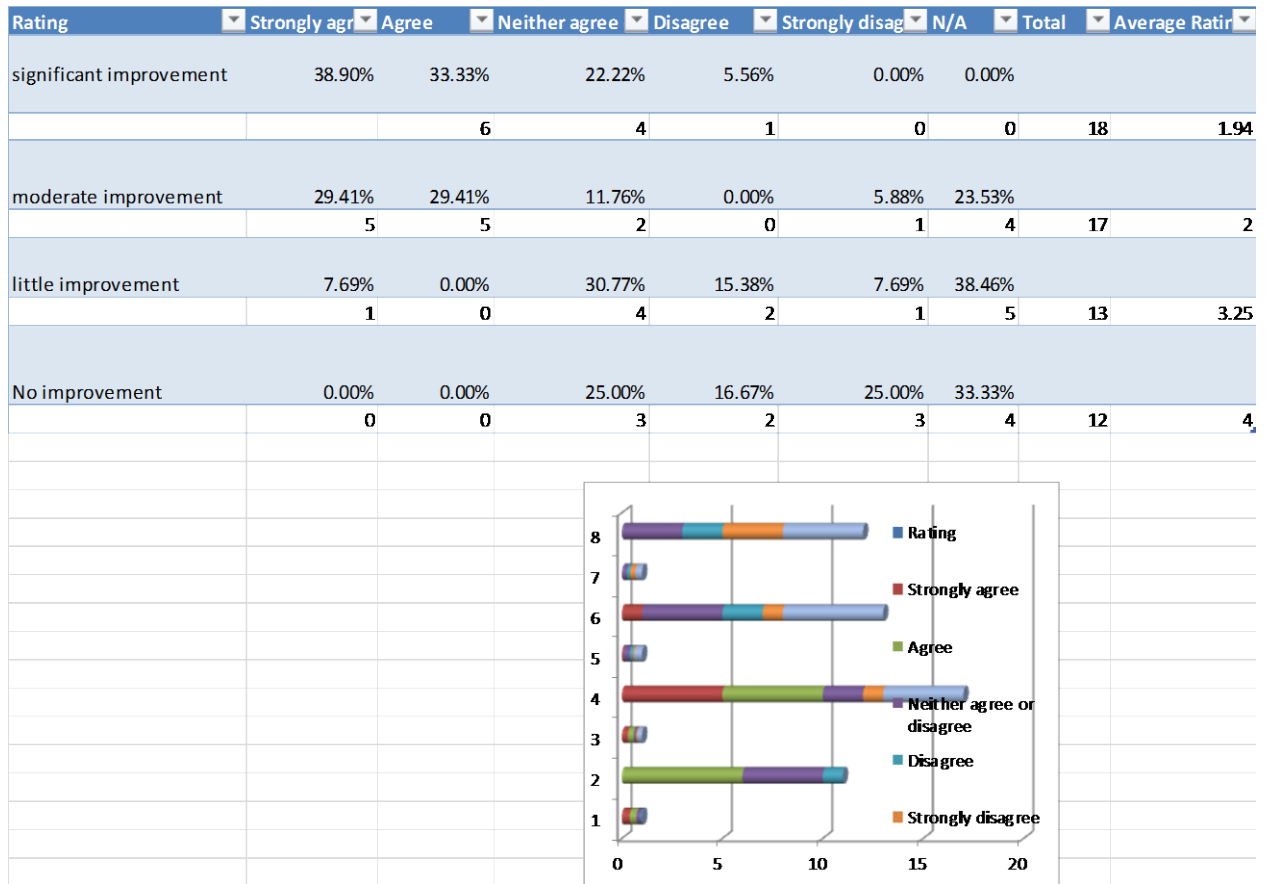 Rating Strongly agr Agree Neither agree Disagree Strongly disag N/A Total Average Ratin
significant improvement 38.90% 33.33% 22.22% 5.56% 0.00% 0.00%
6 4 1 0 0 18 1.94
moderate improvement 29.41% 29.41% 11.76% 0.00% 5.88% 23.53%
5 5 2 0 1 4 17 2
little improvement 7.69% 0.00% 30.77% 15.38% 7.69% 38.46%
1 0 4 2 1 5 13 3.25
No improvement 0.00% 0.00% 25.00% 16.67% 25.00% 33.33%
0 0 3 2 3 4 12 4
8
7
6
5
4
3
2
1
0 5 10 15 20
Rating
Strongly agree
Agree
Neither agree or
disagree
Disagree
Strongly disagree